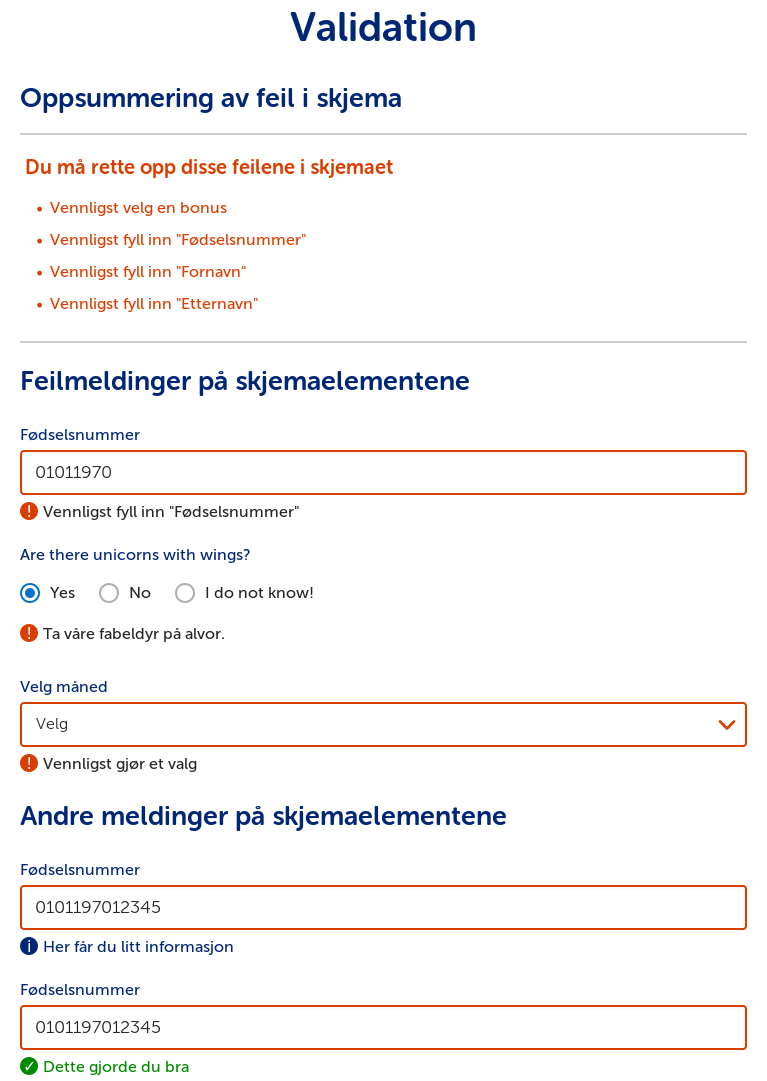 Validation
Oppsummering av feil i skjema
Du må rette opp disse feilene i skjemaet
• Vennligst velg en bonus
• Vennligst fyll inn "Fødselsnummer"
• Vennligst fyll inn "Fornavn"
• Vennligst fyll inn "Etternavn"
Feilmeldinger på skjemaelementene
Fødselsnummer
01011970
! Vennligst fyll inn "Fødselsnummer"
Are there unicorns with wings?
Yes No I do not know!
! Ta våre fabeldyr på alvor.
Velg måned
Velg
! Vennligst gjør et valg
Andre meldinger på skjemaelementene
Fødselsnummer
0101197012345
i Her får du litt informasjon
Fødselsnummer
0101197012345
✓ Dette gjorde du bra